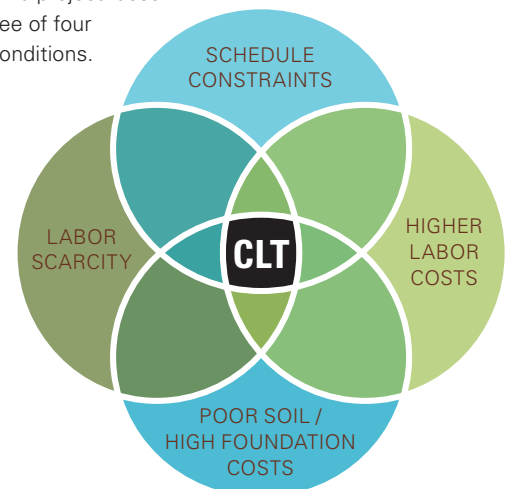 ee of four
onditions.
SCHEDULE
CONSTRAINTS
LABOR
SCARCITY
CLT
HIGHER
LABOR
COSTS
POOR SOIL /
HIGH FOUNDATION
COSTS